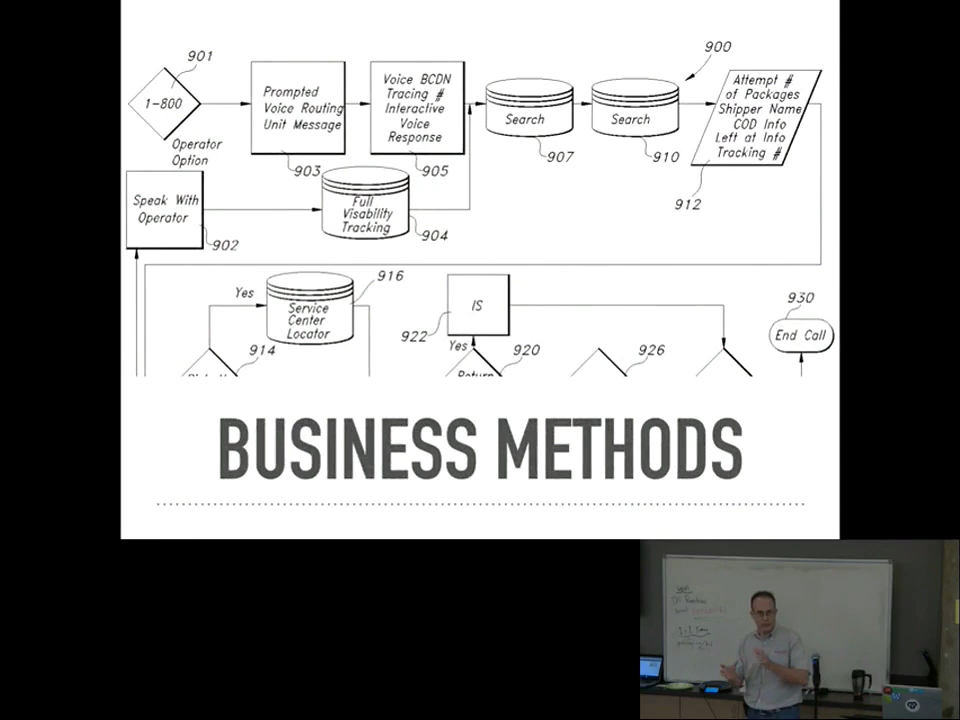 901
900
1-800
Prompted
Voice Routing
Unit Message
Voice BCDN
Tracing #
Interactive
Voice
Response
Search
Search
Attempt #
of Packages
Shipper Name
COD Info
Left at Info
Tracking #
Operator
Option
903
905
907
910
912
Speak With
Operator
902
Full
Visability
Tracking
904
916
Yes
Service
Center
Locator
914
IS
922
Yes
920
Return
926
930
End Call
BUSINESS METHODS